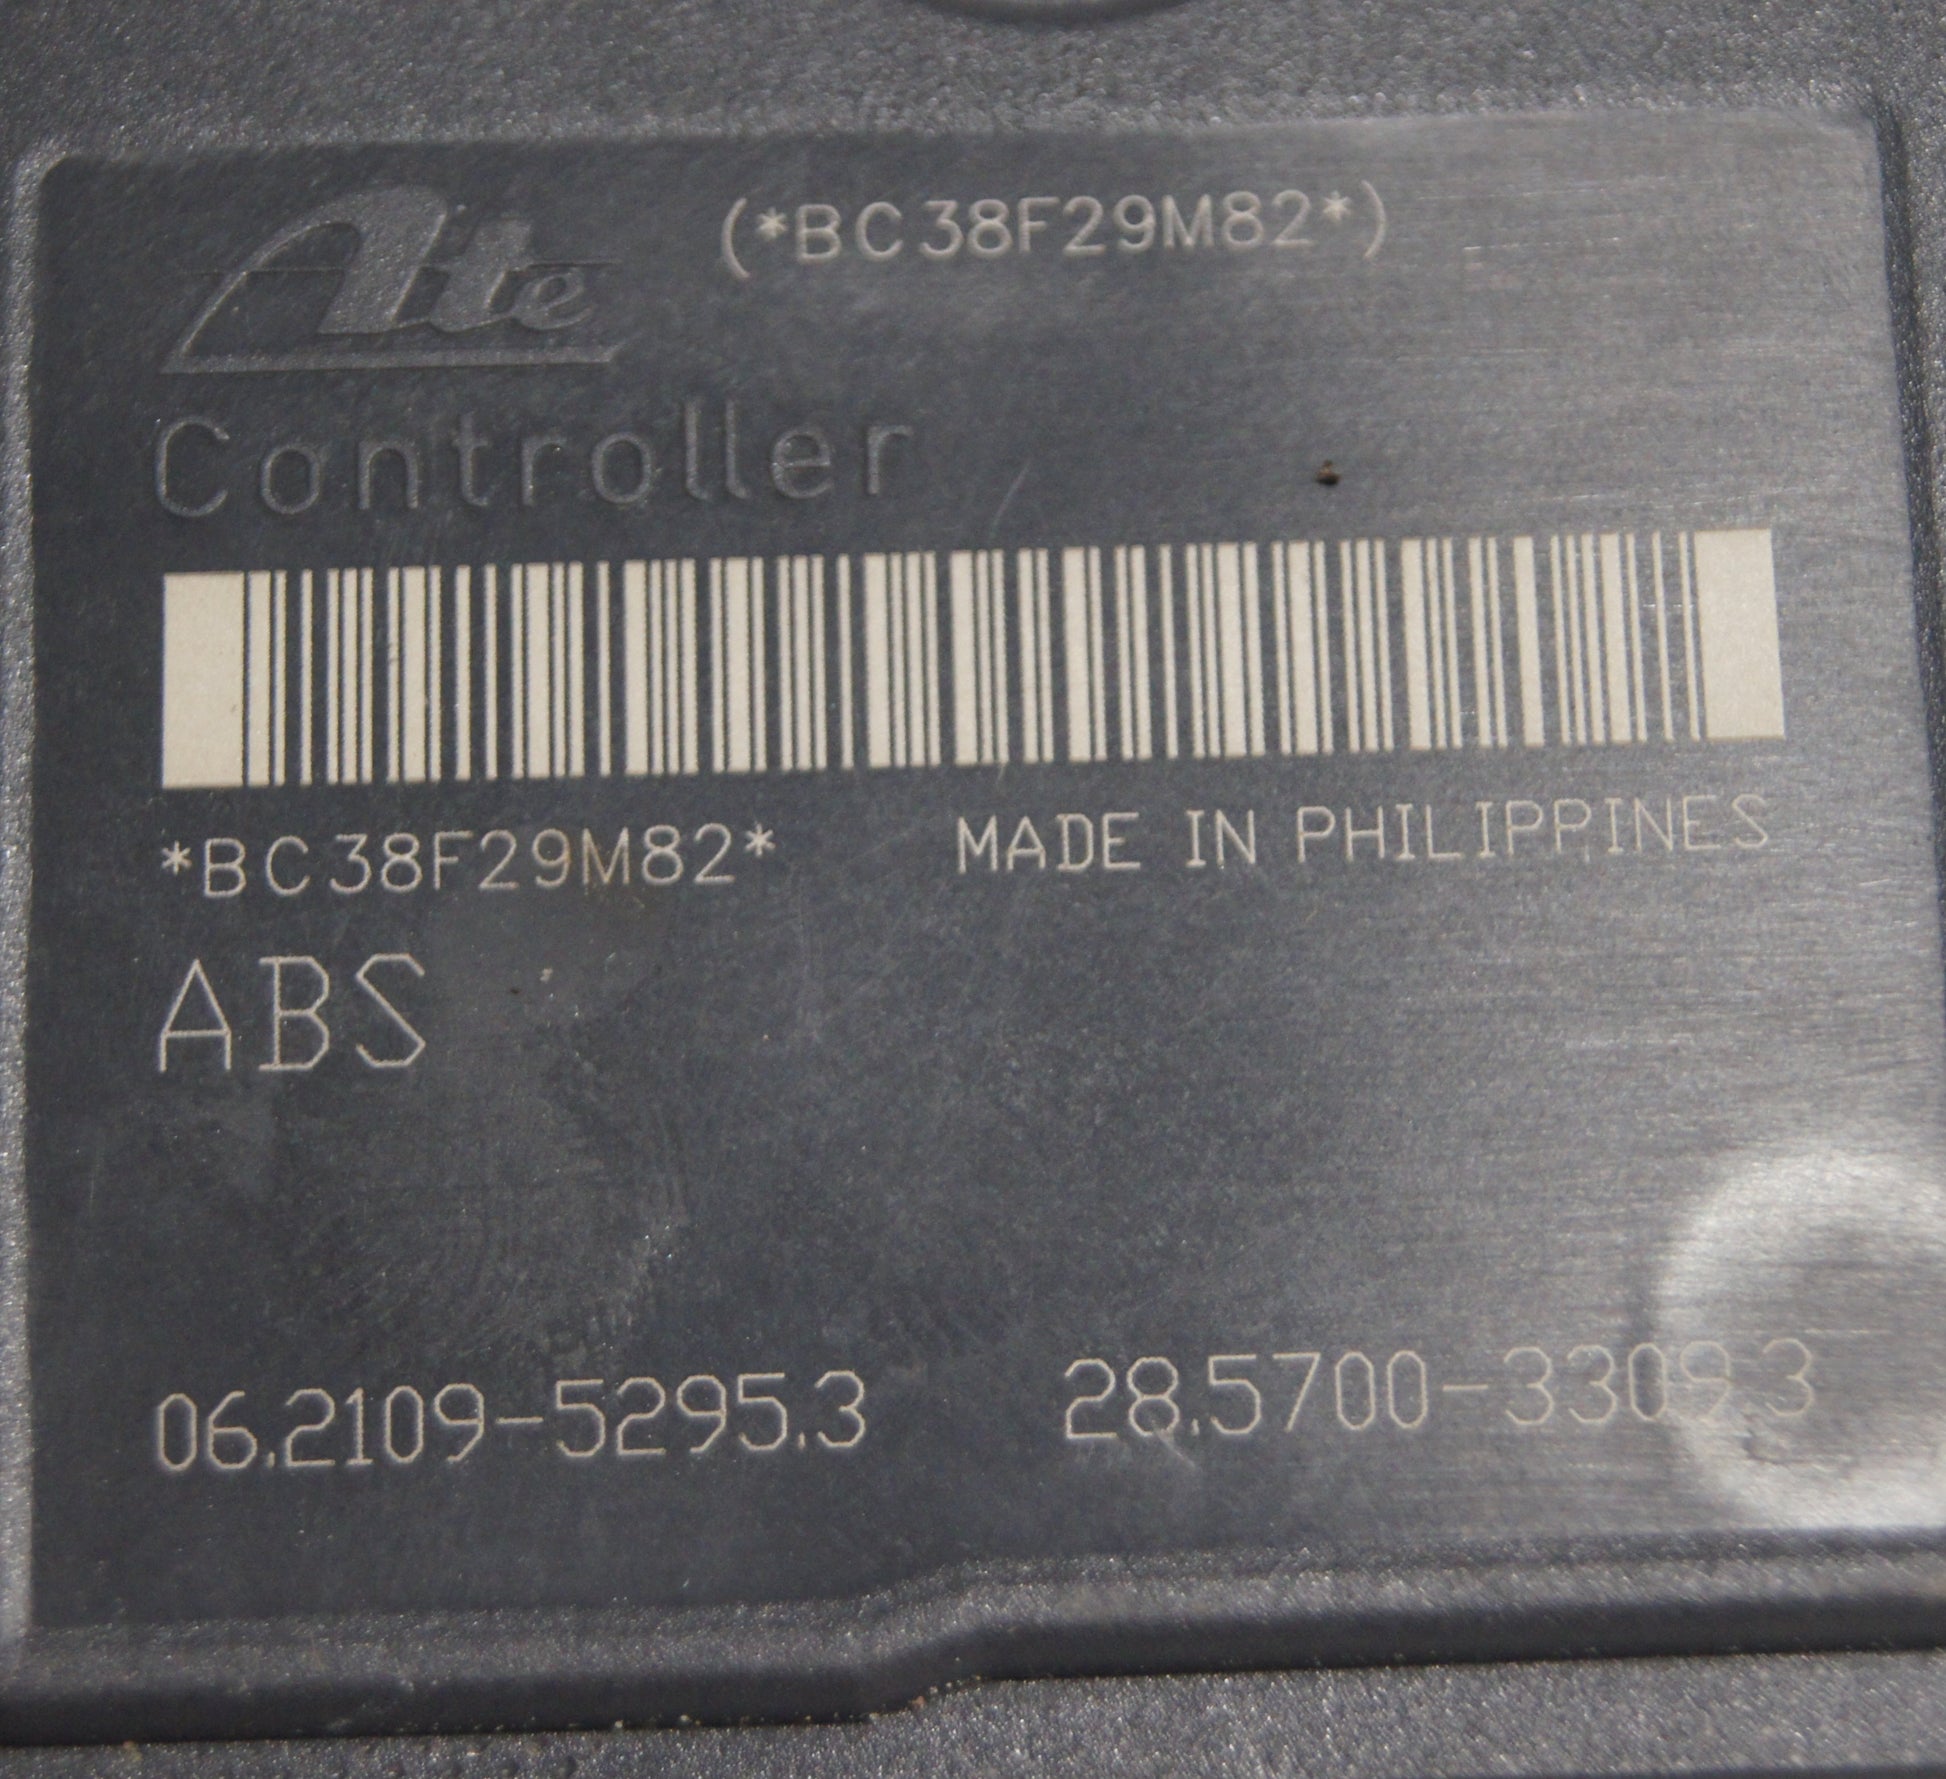 Ate (*BC38F29M82*)
Controller
*BC38F29M82* MADE IN PHILIPPINES
ABS
06.2109-5295.3 28.5700-3309.3